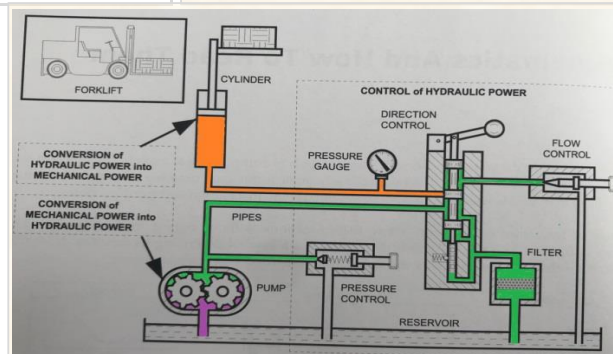 FORKLIFT
CYLINDER
CONTROL of HYDRAULIC POWER
DIRECTION
CONTROL
FLOW
CONTROL
PRESSURE
GAUGE
CONVERSION of
HYDRAULIC POWER into
MECHANICAL POWER
CONVERSION of
MECHANICAL POWER into
HYDRAULIC POWER
PIPES
FILTER
PUMP
PRESSURE
CONTROL
RESERVOIR